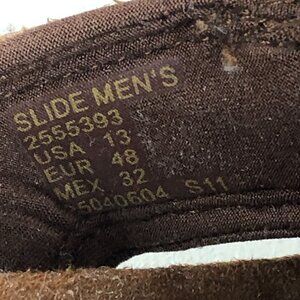 SLIDE MEN'S
2555393
USA 13
EUR 48
MEX 32
5040604 S11